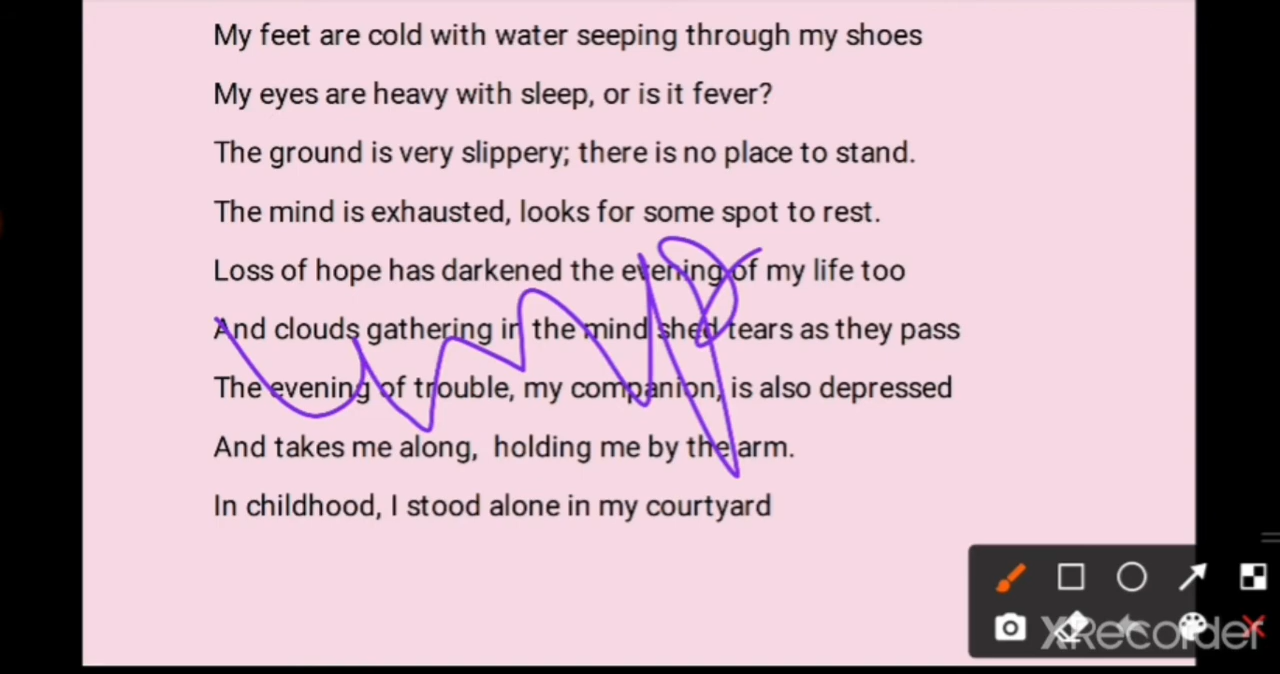 My feet are cold with water seeping through my shoes
My eyes are heavy with sleep, or is it fever?
The ground is very slippery; there is no place to stand.
The mind is exhausted, looks for some spot to rest.
Loss of hope has darkened the evening of my life too
And clouds gathering in the mind shed tears as they pass
The evening of trouble, my companion, is also depressed
And takes me along, holding me by the arm.
In childhood, I stood alone in my courtyard
XRecorder